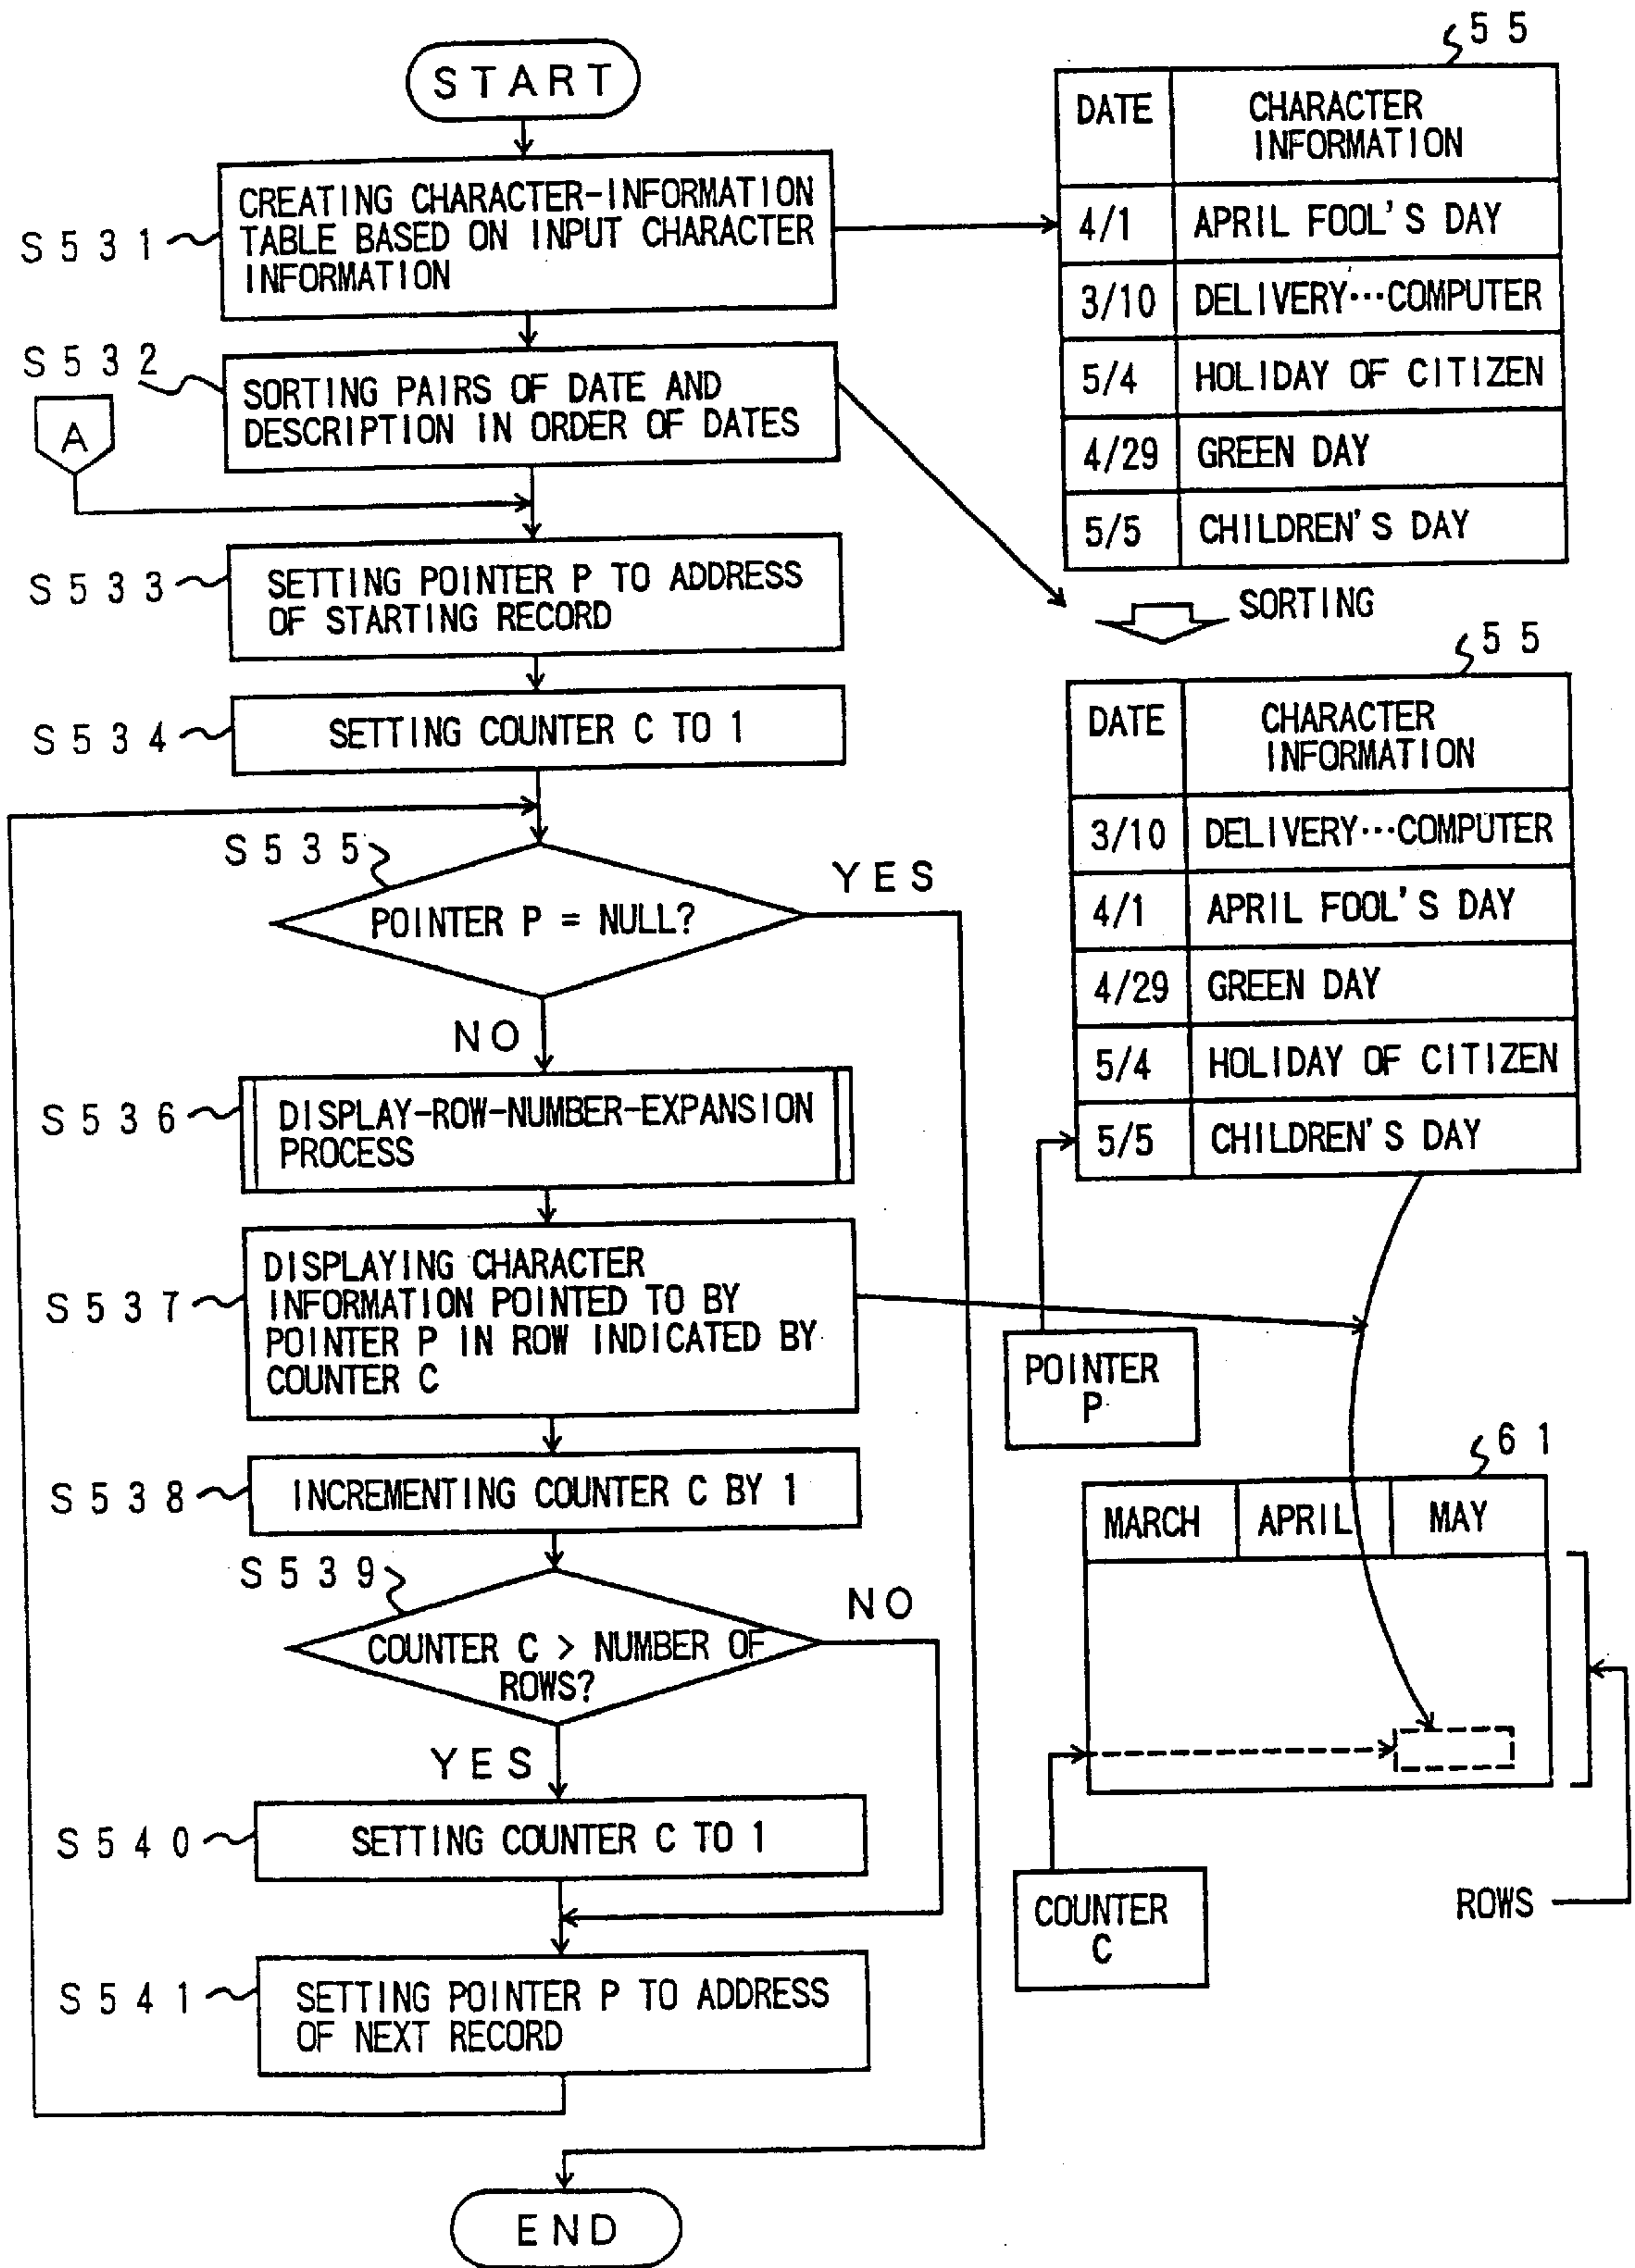 START
S531
CREATING CHARACTER-INFORMATION
TABLE BASED ON INPUT CHARACTER
INFORMATION
S532
SORTING PAIRS OF DATE AND
DESCRIPTION IN ORDER OF DATES
A
S533
SETTING POINTER P TO ADDRESS
OF STARTING RECORD
S534
SETTING COUNTER C TO 1
S535
POINTER P = NULL?
YES
NO
S536
DISPLAY-ROW-NUMBER-EXPANSION
PROCESS
S537
DISPLAYING CHARACTER
INFORMATION POINTED TO BY
POINTER P IN ROW INDICATED BY
COUNTER C
S538
INCREMENTING COUNTER C BY 1
S539
COUNTER C > NUMBER OF
ROWS?
NO
YES
S540
SETTING COUNTER C TO 1
S541
SETTING POINTER P TO ADDRESS
OF NEXT RECORD
END
55
DATE CHARACTER
INFORMATION
4/1 APRIL FOOL'S DAY
3/10 DELIVERY···COMPUTER
5/4 HOLIDAY OF CITIZEN
4/29 GREEN DAY
5/5 CHILDREN'S DAY
SORTING
55
DATE CHARACTER
INFORMATION
3/10 DELIVERY···COMPUTER
4/1 APRIL FOOL'S DAY
4/29 GREEN DAY
5/4 HOLIDAY OF CITIZEN
5/5 CHILDREN'S DAY
POINTER
P
61
MARCH APRIL MAY
COUNTER
C
ROWS